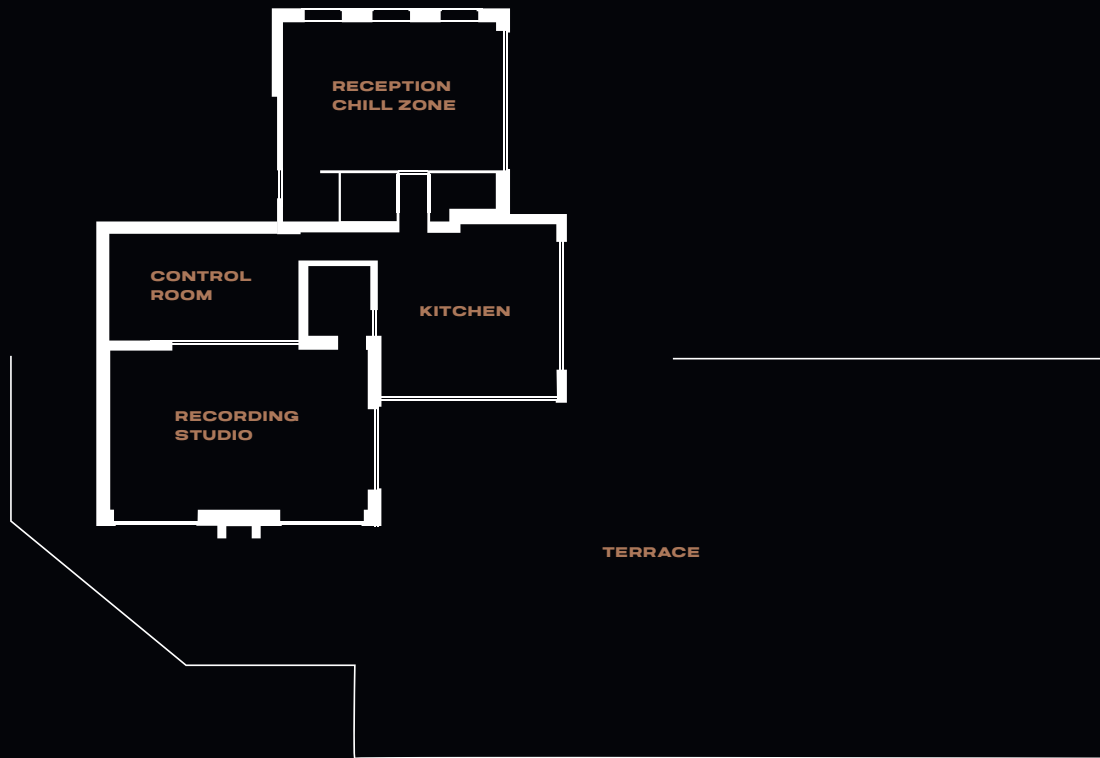 RECEPTION
CHILL ZONE
CONTROL
ROOM
KITCHEN
RECORDING
STUDIO
TERRACE